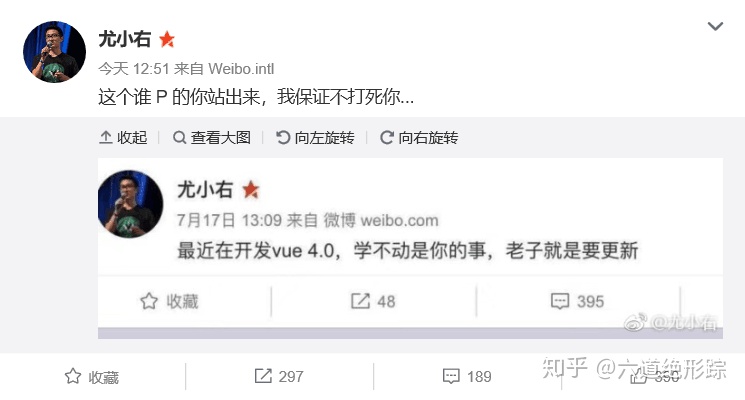 尤小右
今天 12:51 来自 Weibo.intl
这个谁 P 的你站出来，我保证不打死你...
收起 查看大图 向左旋转 向右旋转
尤小右
7月17日 13:09 来自 微博 weibo.com
最近在开发vue 4.0，学不动是你的事，老子就是要更新
收藏 48 395
@尤小右
收藏 297 189 350
知乎 @六道绝形踪